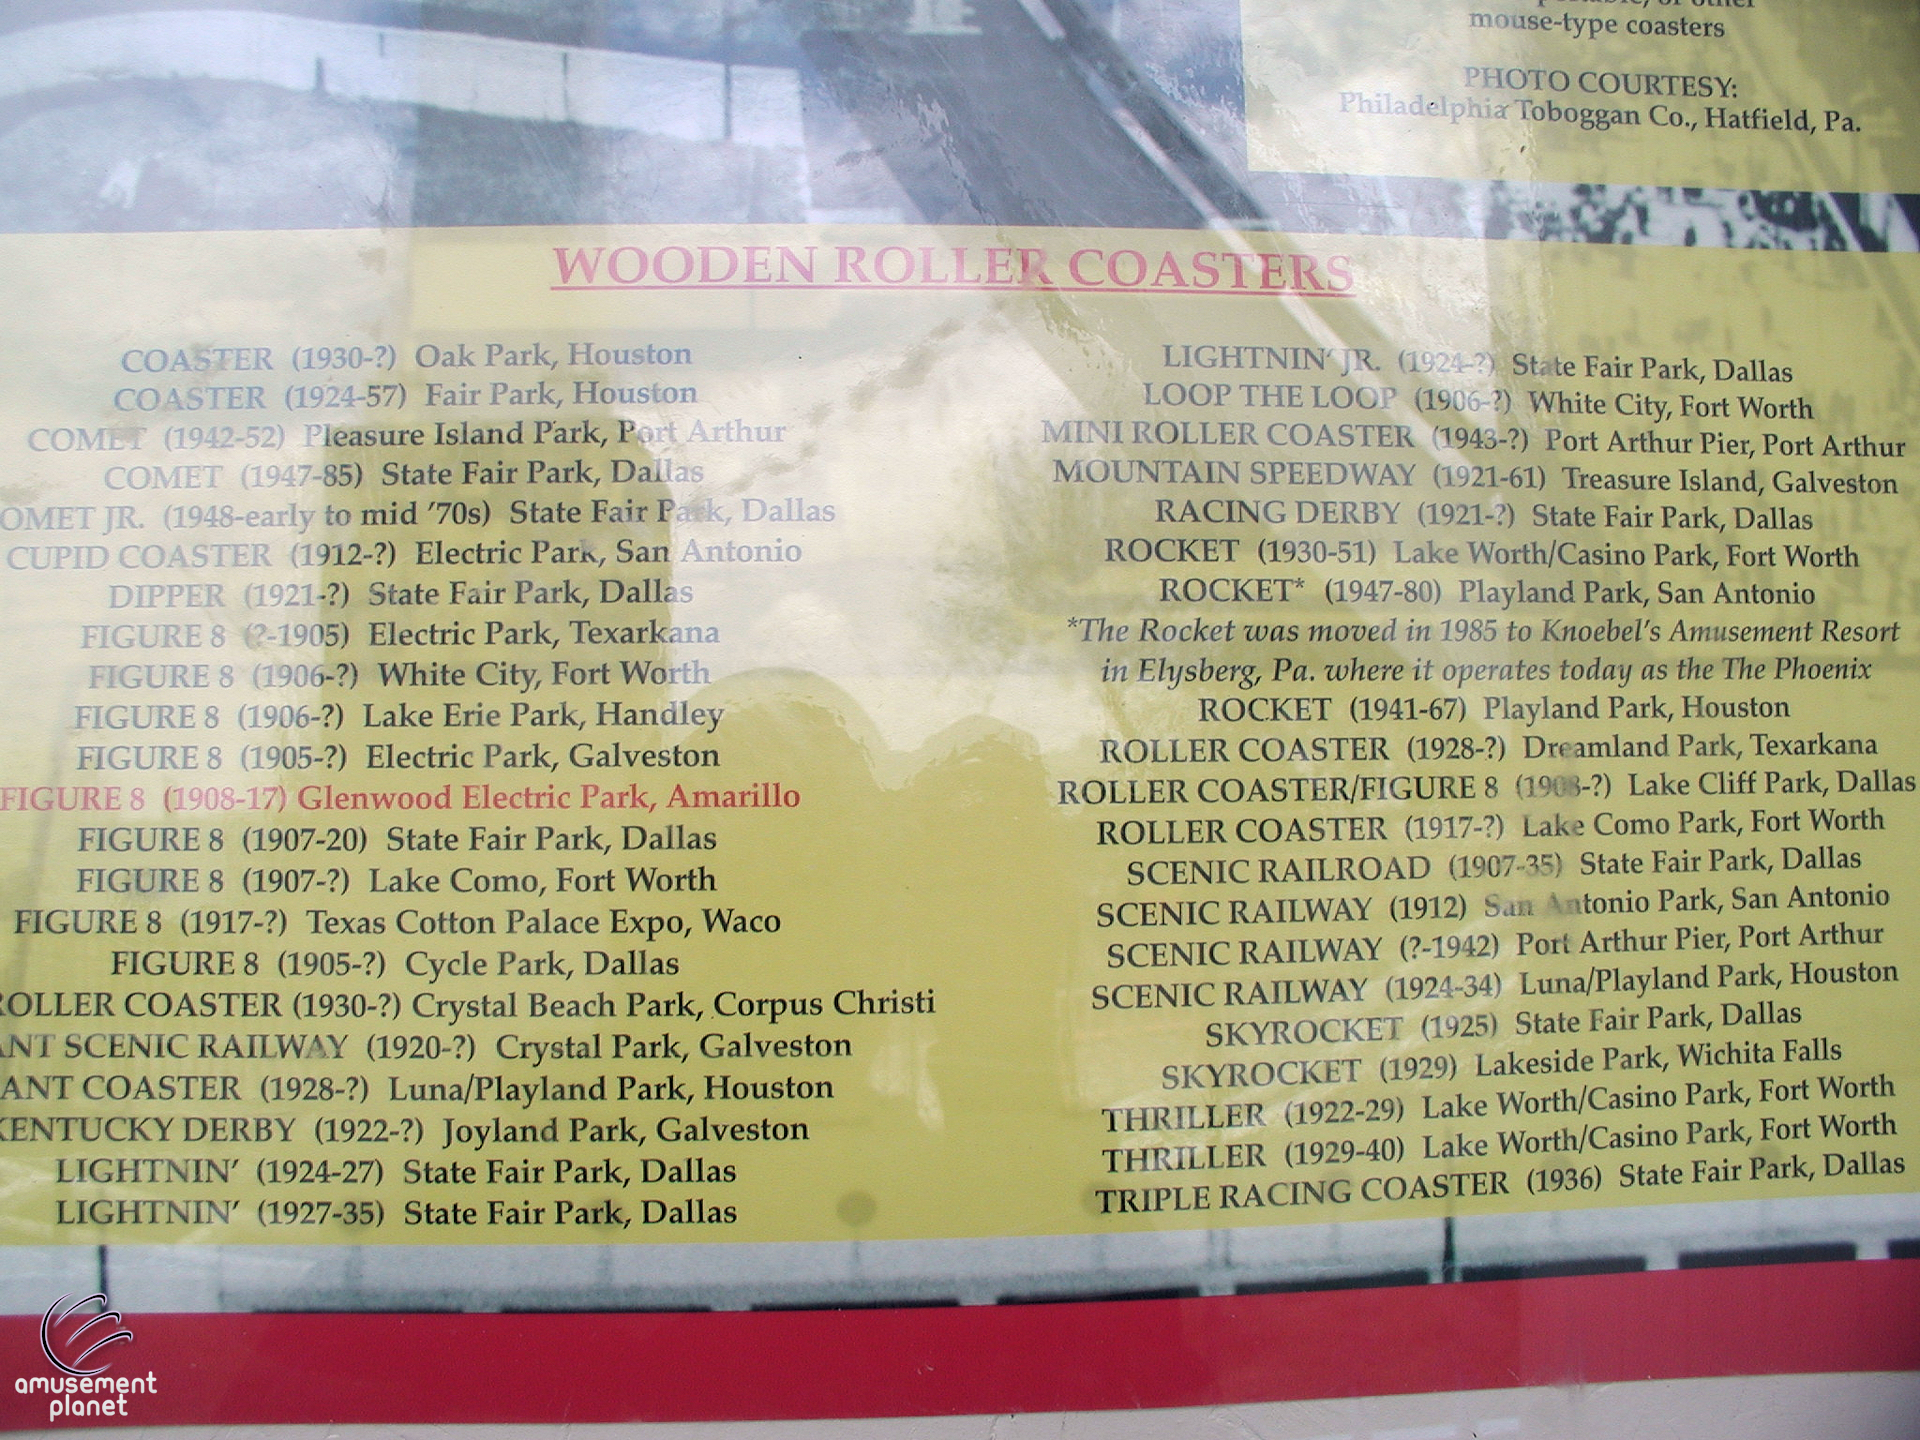 mouse-type coasters
PHOTO COURTESY:
Philadelphia Toboggan Co., Hatfield, Pa.
WOODEN ROLLER COASTERS
COASTER (1930-?) Oak Park, Houston
COASTER (1924-57) Fair Park, Houston
COMET (1942-52) Pleasure Island Park, Port Arthur
COMET (1947-85) State Fair Park, Dallas
OMET JR. (1948-early to mid '70s) State Fair Park, Dallas
CUPID COASTER (1912-?) Electric Park, San Antonio
DIPPER (1921-?) State Fair Park, Dallas
FIGURE 8 (?-1905) Electric Park, Texarkana
FIGURE 8 (1906-?) White City, Fort Worth
FIGURE 8 (1906-?) Lake Erie Park, Handley
FIGURE 8 (1905-?) Electric Park, Galveston
FIGURE 8 (1908-17) Glenwood Electric Park, Amarillo
FIGURE 8 (1907-20) State Fair Park, Dallas
FIGURE 8 (1907-?) Lake Como, Fort Worth
FIGURE 8 (1917-?) Texas Cotton Palace Expo, Waco
FIGURE 8 (1905-?) Cycle Park, Dallas
ROLLER COASTER (1930-?) Crystal Beach Park, Corpus Christi
ANT SCENIC RAILWAY (1920-?) Crystal Park, Galveston
ANT COASTER (1928-?) Luna/Playland Park, Houston
KENTUCKY DERBY (1922-?) Joyland Park, Galveston
LIGHTNIN' (1924-27) State Fair Park, Dallas
LIGHTNIN' (1927-35) State Fair Park, Dallas
LIGHTNIN' JR. (1924-?) State Fair Park, Dallas
LOOP THE LOOP (1906-?) White City, Fort Worth
MINI ROLLER COASTER (1943-?) Port Arthur Pier, Port Arthur
MOUNTAIN SPEEDWAY (1921-61) Treasure Island, Galveston
RACING DERBY (1921-?) State Fair Park, Dallas
ROCKET (1930-51) Lake Worth/Casino Park, Fort Worth
ROCKET* (1947-80) Playland Park, San Antonio
*The Rocket was moved in 1985 to Knoebel's Amusement Resort
in Elysberg, Pa. where it operates today as the The Phoenix
ROCKET (1941-67) Playland Park, Houston
ROLLER COASTER (1928-?) Dreamland Park, Texarkana
ROLLER COASTER/FIGURE 8 (1908-?) Lake Cliff Park, Dallas
ROLLER COASTER (1917-?) Lake Como Park, Fort Worth
SCENIC RAILROAD (1907-35) State Fair Park, Dallas
SCENIC RAILWAY (1912) San Antonio Park, San Antonio
SCENIC RAILWAY (?-1942) Port Arthur Pier, Port Arthur
SCENIC RAILWAY (1924-34) Luna/Playland Park, Houston
SKYROCKET (1925) State Fair Park, Dallas
SKYROCKET (1929) Lakeside Park, Wichita Falls
THRILLER (1922-29) Lake Worth/Casino Park, Fort Worth
THRILLER (1929-40) Lake Worth/Casino Park, Fort Worth
TRIPLE RACING COASTER (1936) State Fair Park, Dallas
amusement
planet